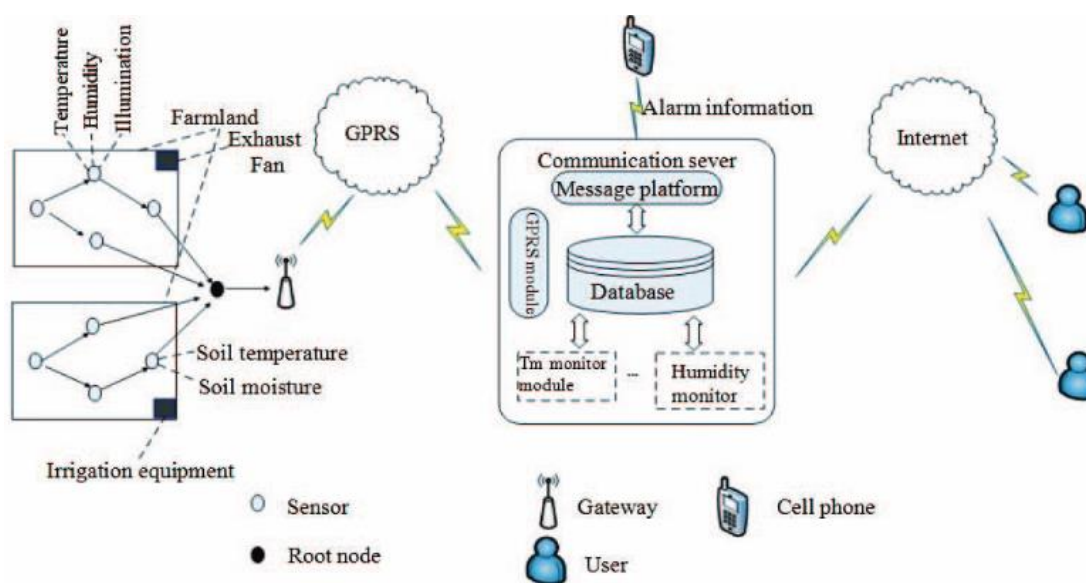 Temperature
Humidity
Illumination
Farmland
Exhaust
Fan
GPRS
Alarm information
Internet
Communication sever
Message platform
GPRS module
Database
Tm monitor
module
...
Humidity
monitor
Soil temperature
Soil moisture
Irrigation equipment
Sensor
Gateway
Cell phone
Root node
User